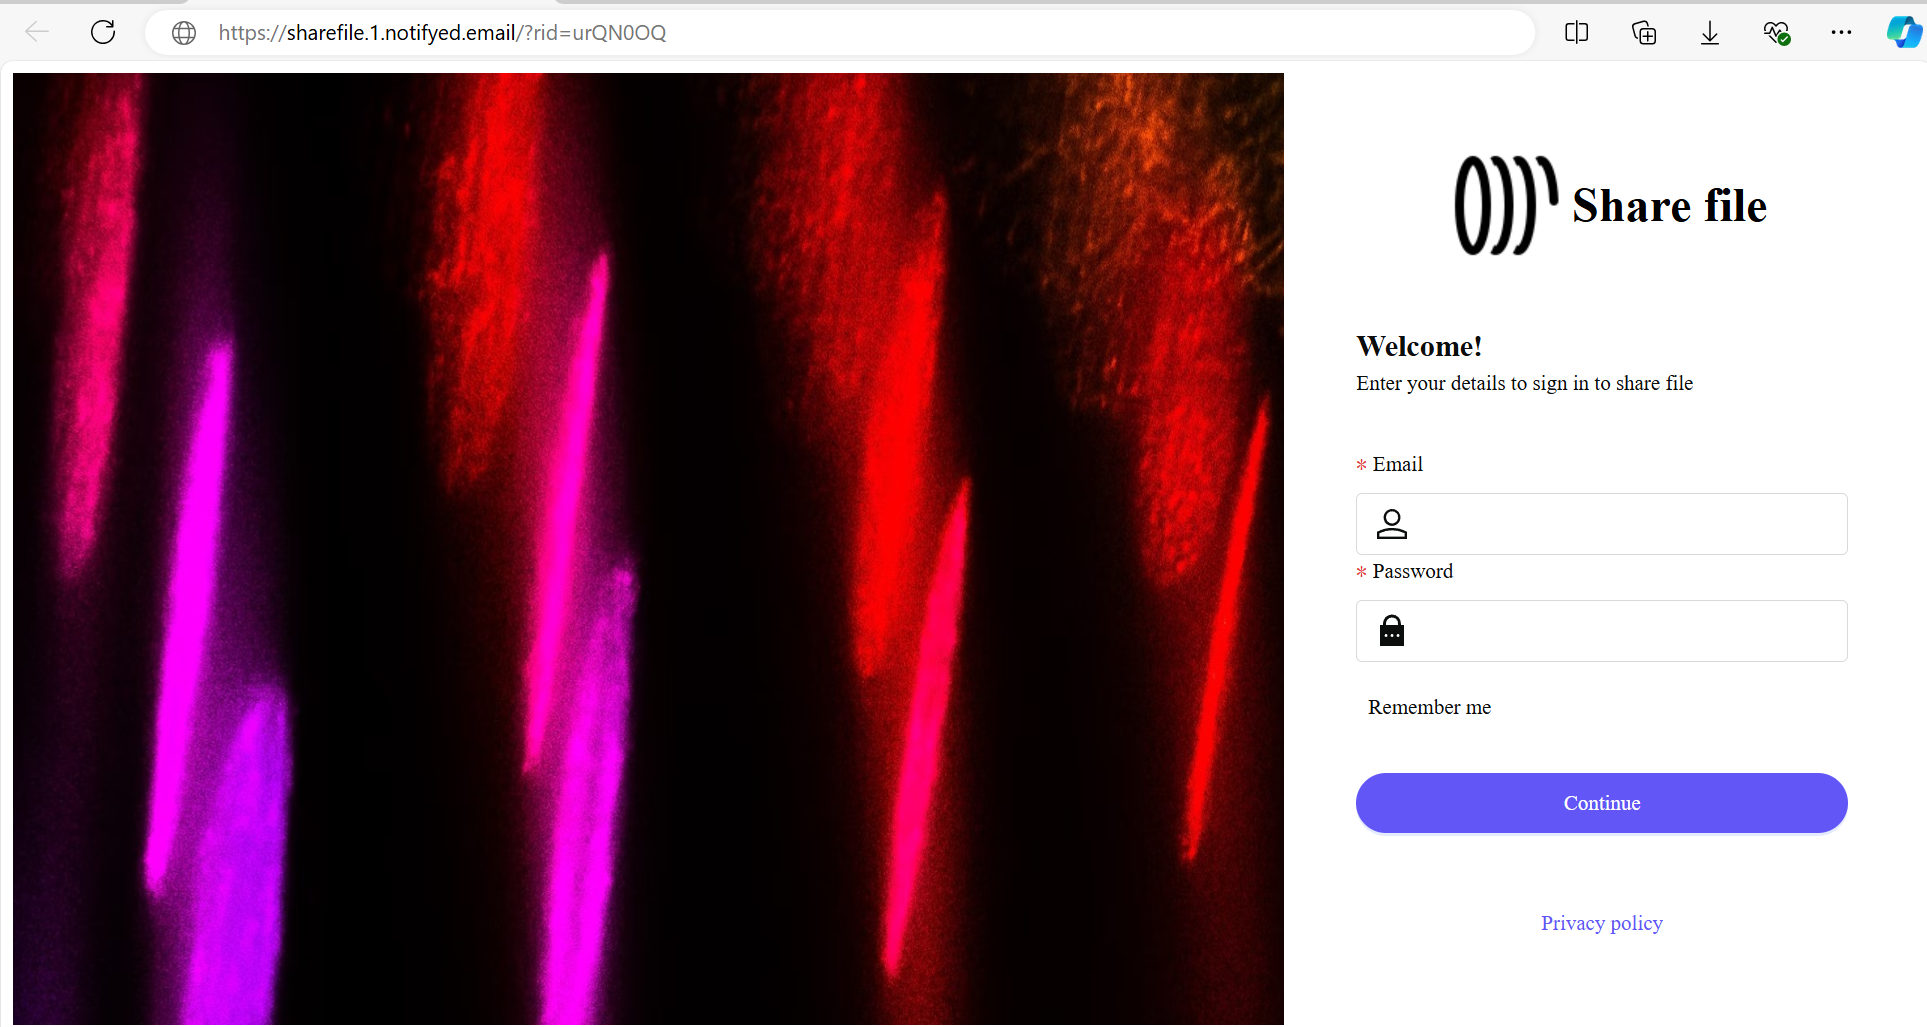 https://sharefile.1.notifyed.email/?rid=urQN0OQ
Share file
Welcome!
Enter your details to sign in to share file
* Email
* Password
Remember me
Continue
Privacy policy